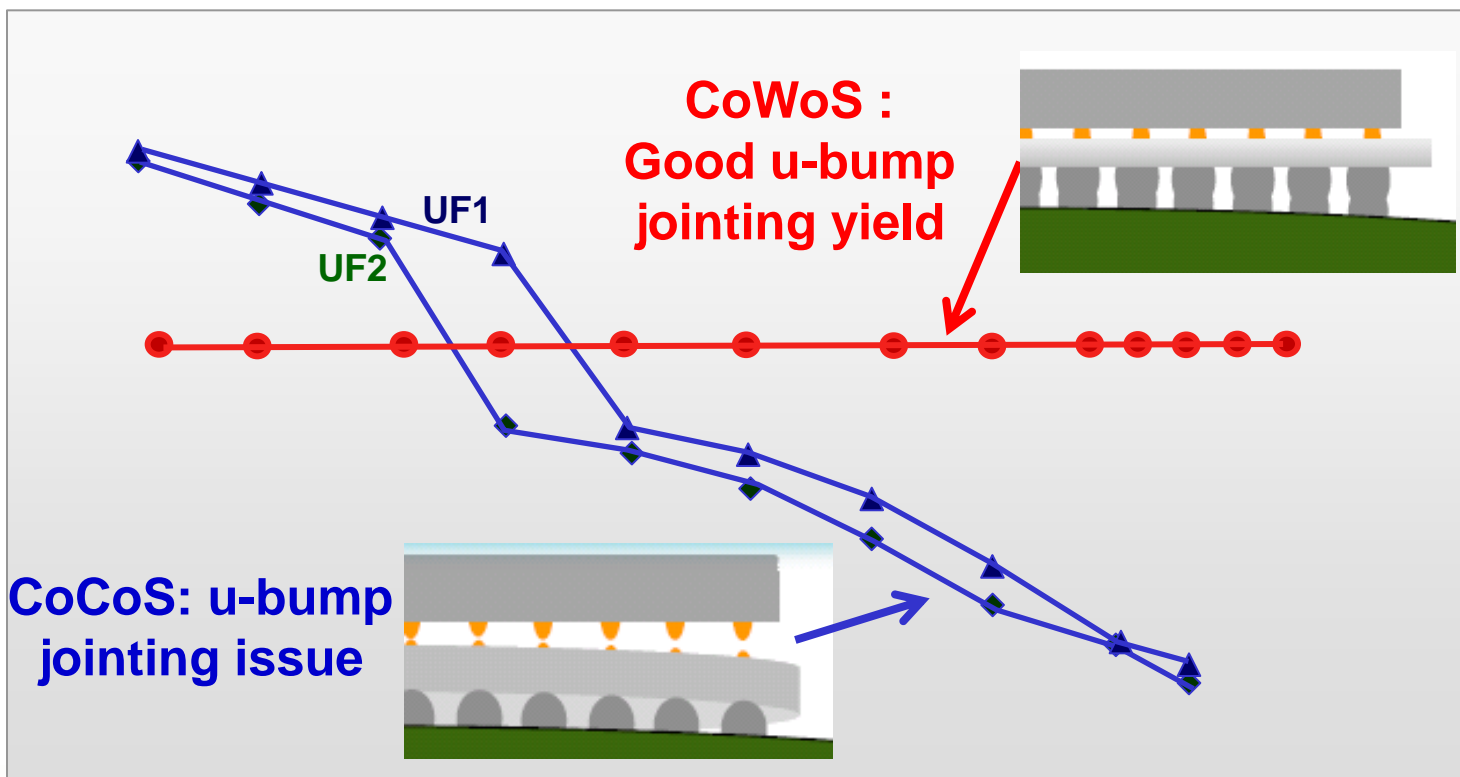 CoWoS :
Good u-bump
jointing yield
UF1
UF2
CoCoS: u-bump
jointing issue